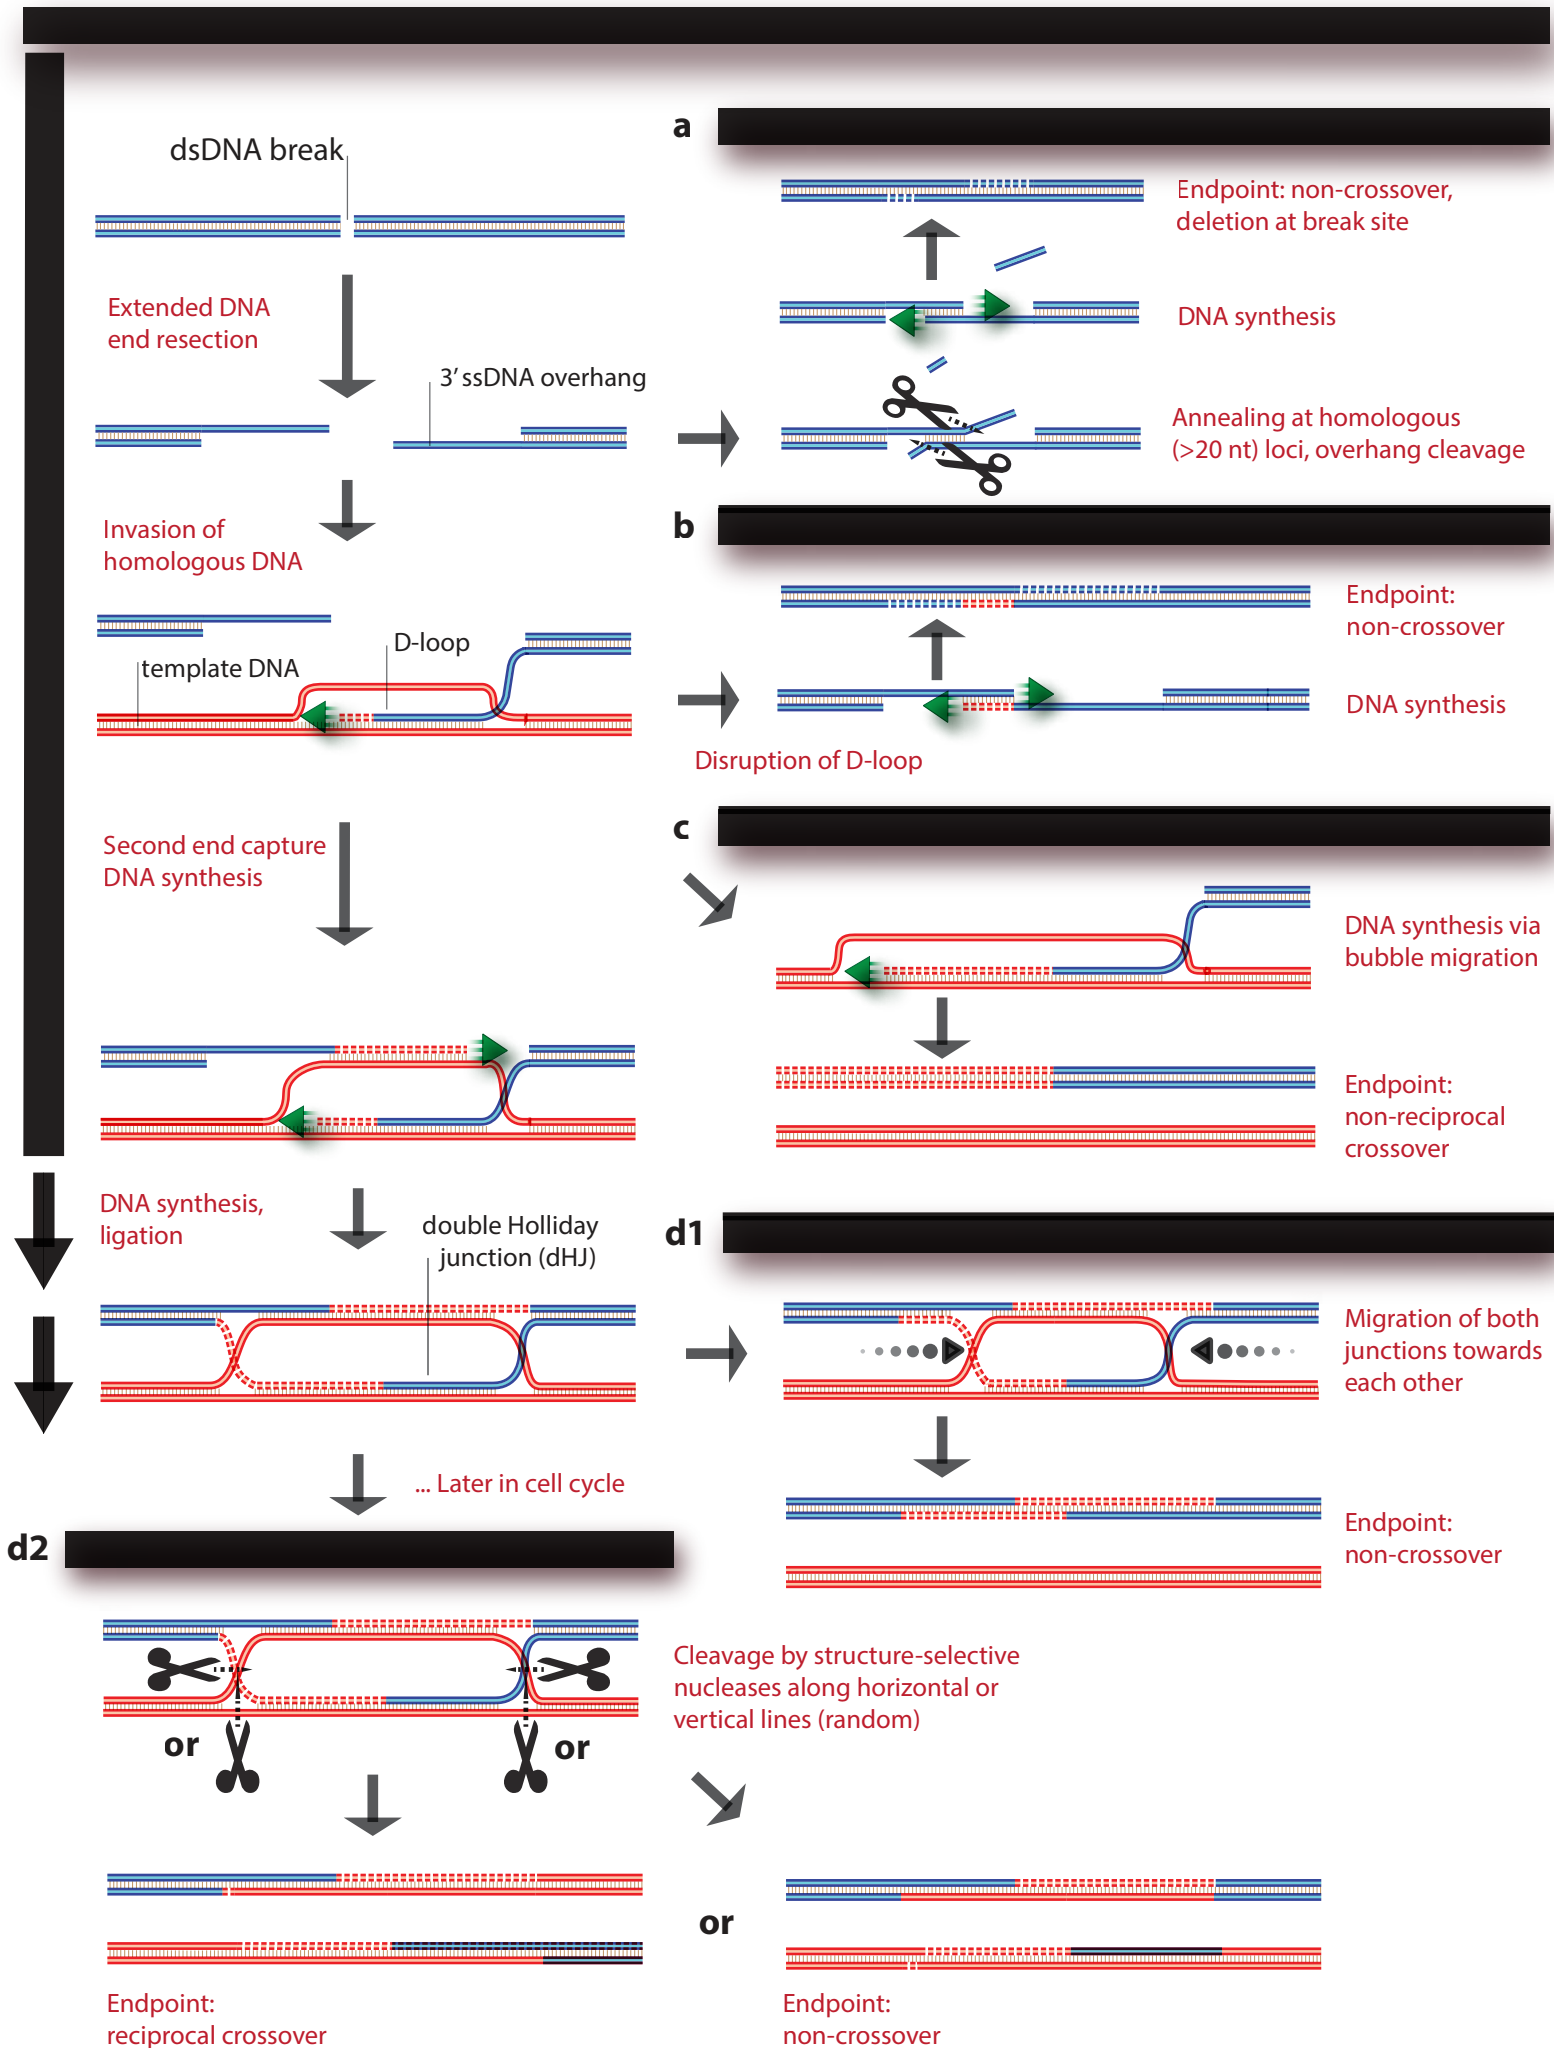 a
dsDNA break
Extended DNA
end resection
3' ssDNA overhang
Endpoint: non-crossover,
deletion at break site
DNA synthesis
Annealing at homologous
(>20 nt) loci, overhang cleavage
Invasion of
homologous DNA
template DNA
D-loop
b
Endpoint:
non-crossover
DNA synthesis
Disruption of D-loop
Second end capture
DNA synthesis
c
DNA synthesis via
bubble migration
Endpoint:
non-reciprocal
crossover
DNA synthesis,
ligation
double Holliday
junction (dHJ)
d1
Migration of both
junctions towards
each other
... Later in cell cycle
Endpoint:
non-crossover
d2
Cleavage by structure-selective
nucleases along horizontal or
vertical lines (random)
or
or
or
Endpoint:
reciprocal crossover
Endpoint:
non-crossover